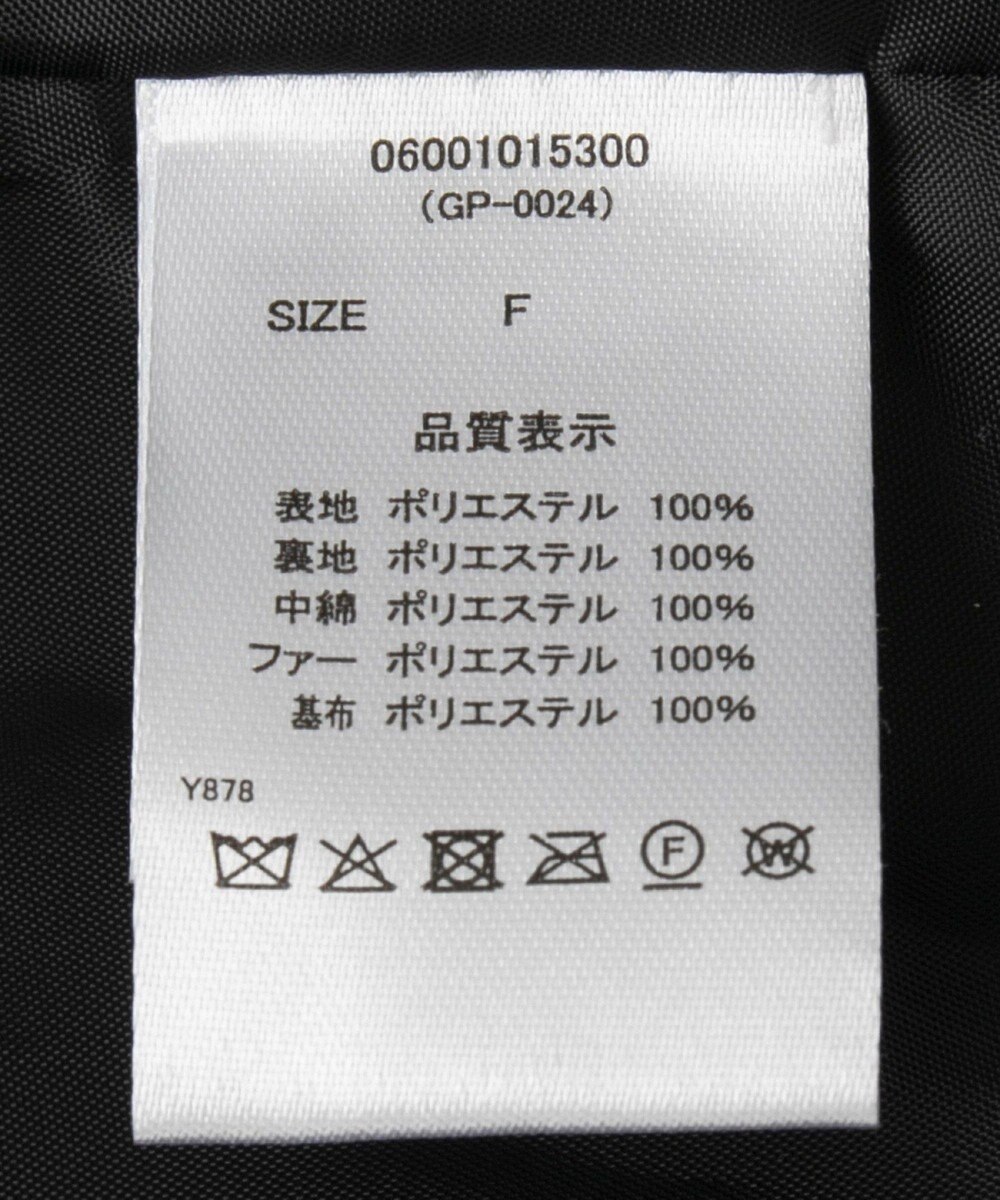 06001015300
(GP-0024)
SIZE F
品質表示
表地 ポリエステル 100%
裏地 ポリエステル 100%
中綿 ポリエステル 100%
ファー ポリエステル 100%
基布 ポリエステル 100%
Y878
F W